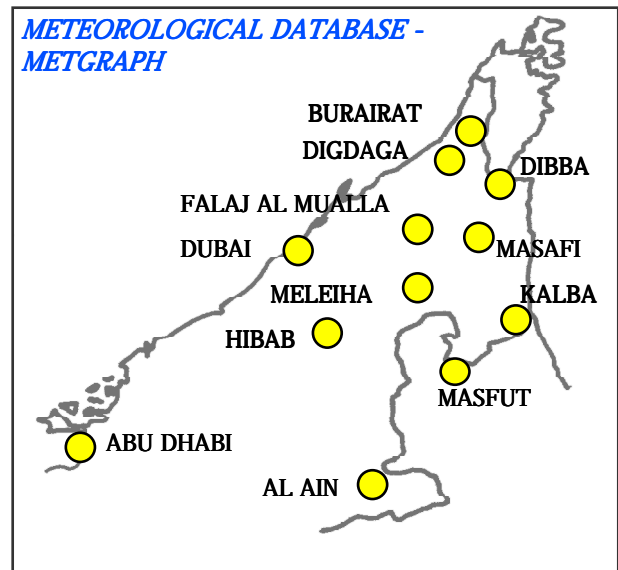 METEOROLOGICAL DATABASE -
METGRAPH
BURAIRAT
DIGDAGA
DIBBA
FALAJ AL MUALLA
DUBAI
MASAFI
MELEIHA
KALBA
HIBAB
MASFUT
ABU DHABI
AL AIN